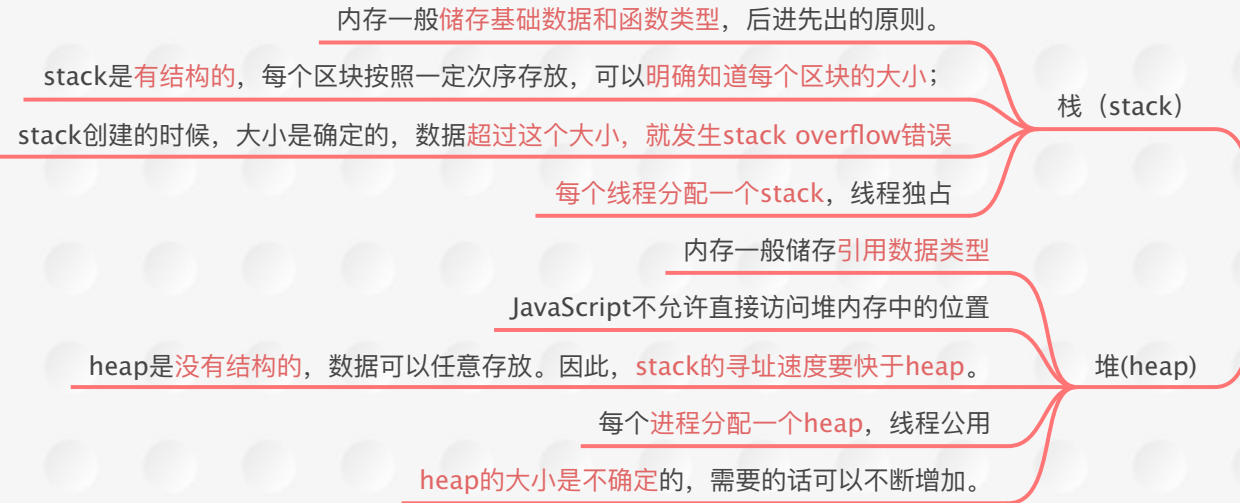 内存一般储存基础数据和函数类型，后进先出的原则。
stack是有结构的，每个区块按照一定次序存放，可以明确知道每个区块的大小；
栈（stack）
stack创建的时候，大小是确定的，数据超过这个大小，就发生stack overflow错误
每个线程分配一个stack，线程独占
内存一般储存引用数据类型
JavaScript不允许直接访问堆内存中的位置
heap是没有结构的，数据可以任意存放。因此，stack的寻址速度要快于heap。
堆(heap)
每个进程分配一个heap，线程公用
heap的大小是不确定的，需要的话可以不断增加。